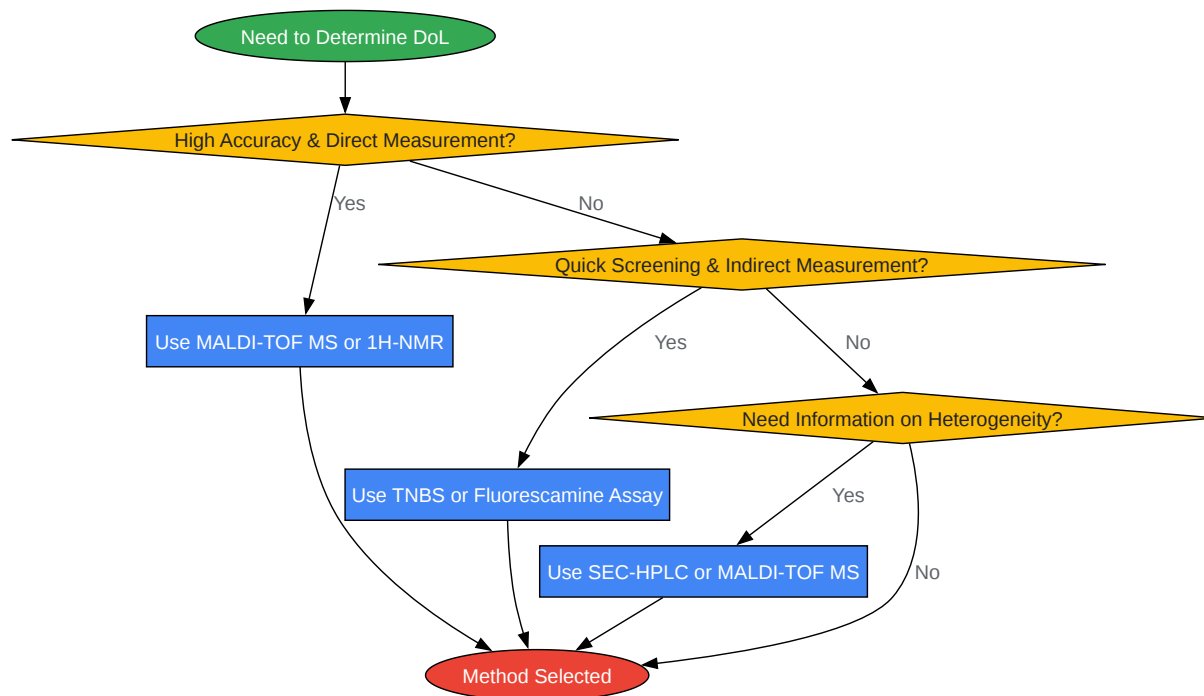 Need to Determine DoL
High Accuracy & Direct Measurement?
Yes
No
Quick Screening & Indirect Measurement?
Use MALDI-TOF MS or 1H-NMR
Yes
No
Need Information on Heterogeneity?
Use TNBS or Fluorescamine Assay
Yes
Use SEC-HPLC or MALDI-TOF MS
No
Method Selected